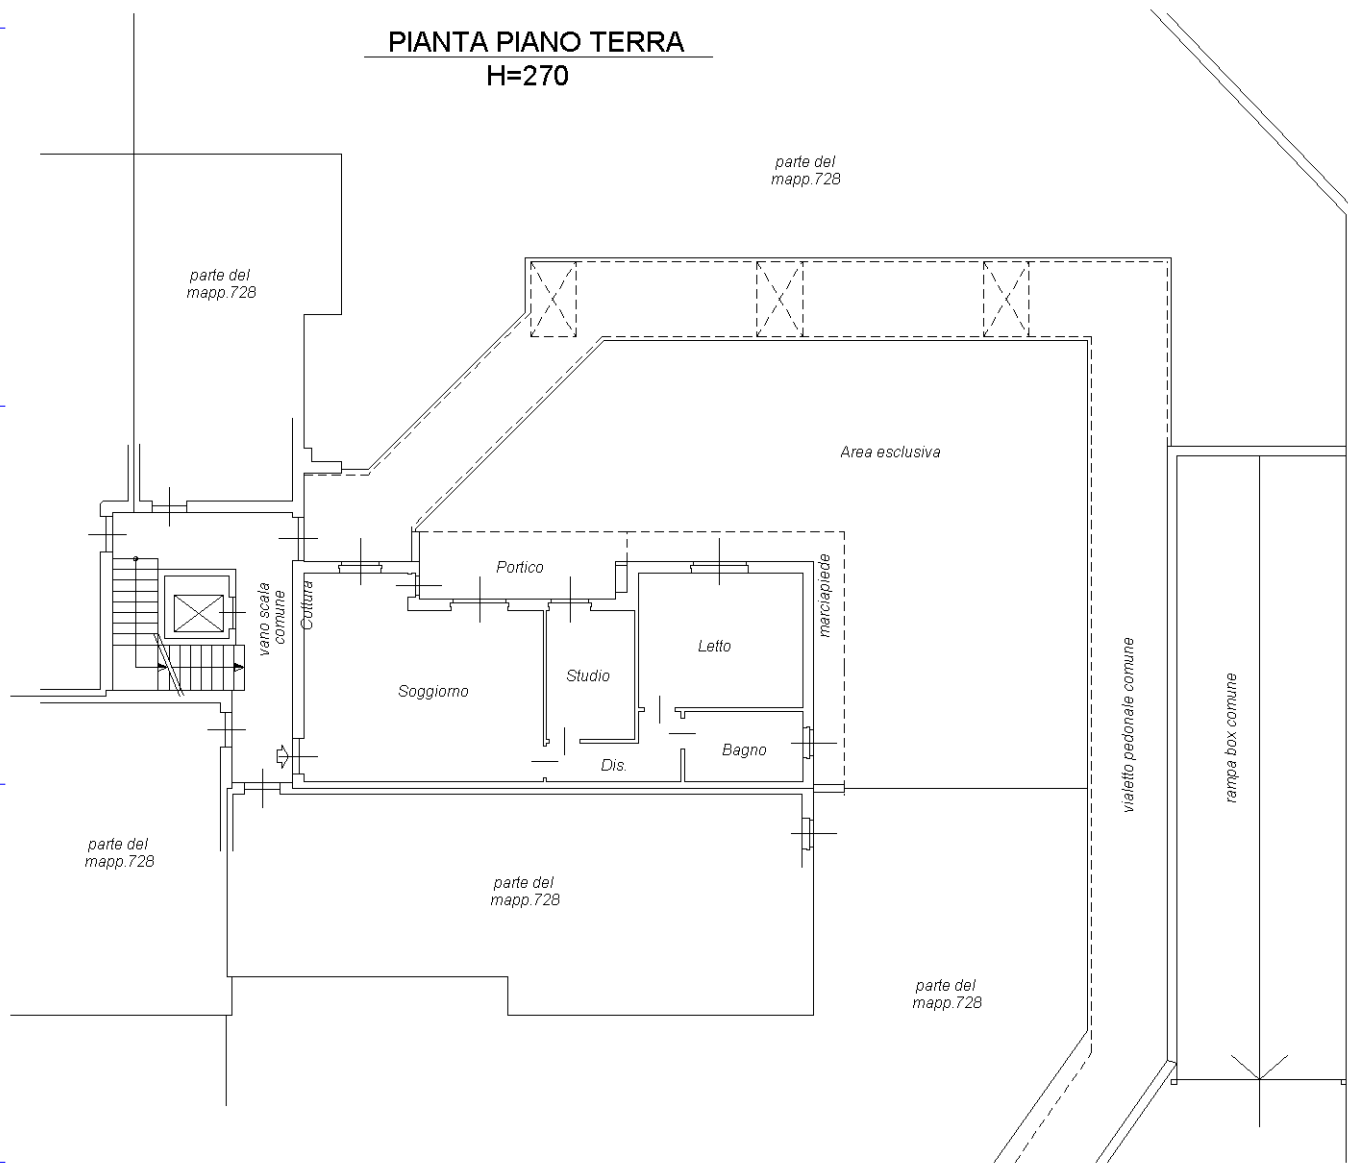 PIANTA PIANO TERRA
H=270
parte del
mapp.728
parte del
mapp.728
Area esclusiva
Portico
marciapiede
vano scala
comune
Cottura
Letto
Studio
Soggiorno
Bagno
Dis.
vialetto pedonale comune
rampa box comune
parte del
mapp.728
parte del
mapp.728
parte del
mapp.728